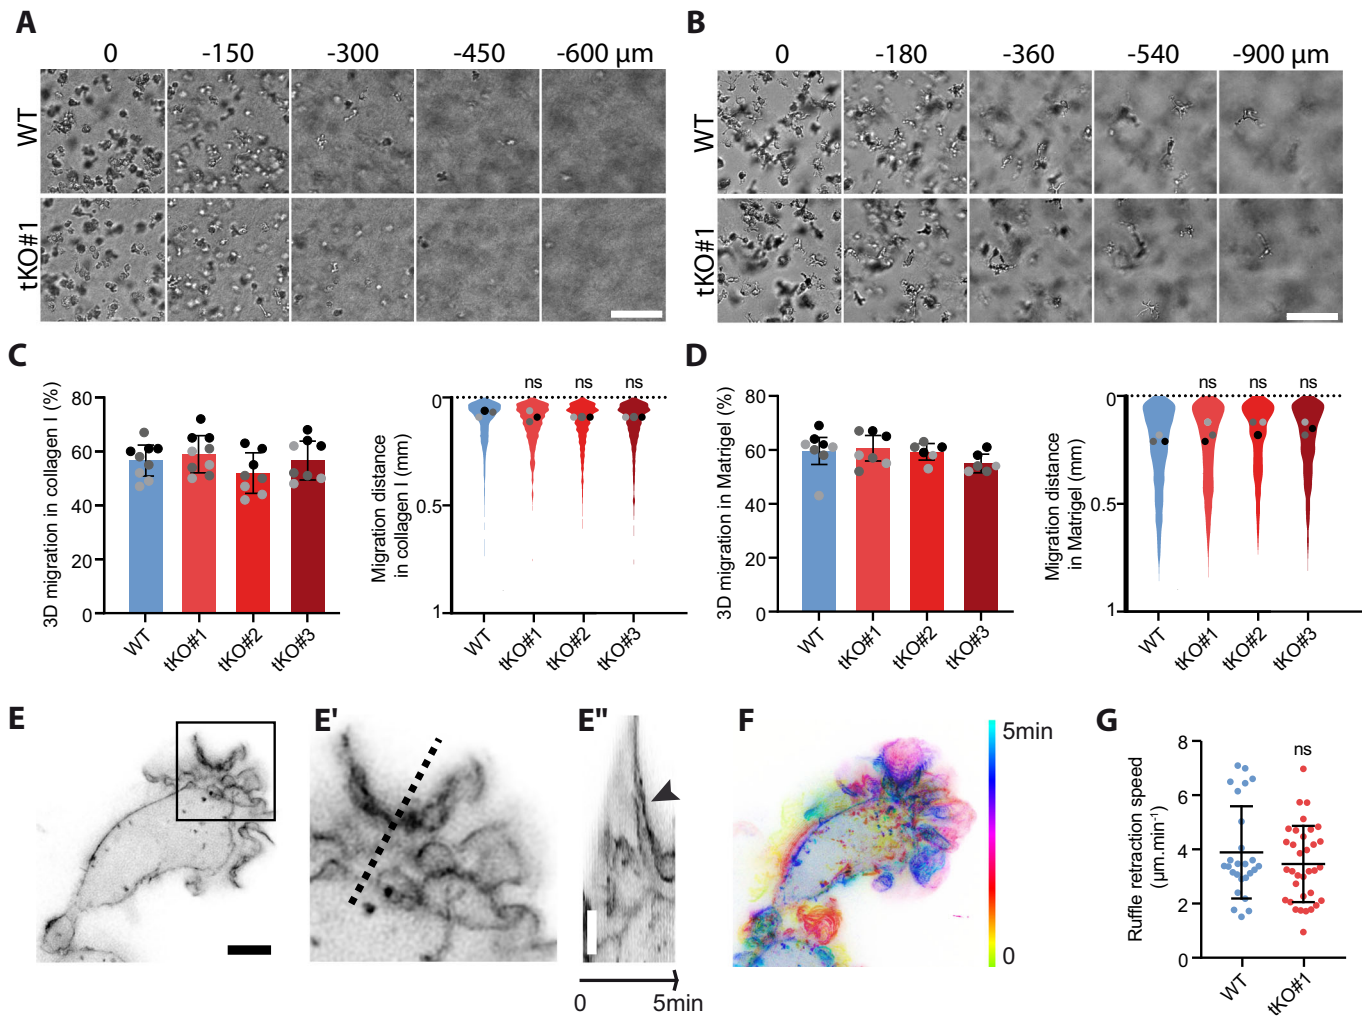 A
0 -150 -300 -450 -600 µm
WT
tKO#1
B
0 -180 -360 -540 -900 µm
WT
tKO#1
C
3D migration in collagen I (%)
80
60
40
20
0
WT tKO#1 tKO#2 tKO#3
Migration distance
in collagen I (mm)
0
0.5
1
ns ns ns
WT tKO#1 tKO#2 tKO#3
D
3D migration in Matrigel (%)
80
60
40
20
0
WT tKO#1 tKO#2 tKO#3
Migration distance
in Matrigel (mm)
0
0.5
1
ns ns ns
WT tKO#1 tKO#2 tKO#3
E
E'
E"
0 5min
F
5min
0
G
Ruffle retraction speed
(µm.min⁻¹)
8
6
4
2
0
ns
WT tKO#1